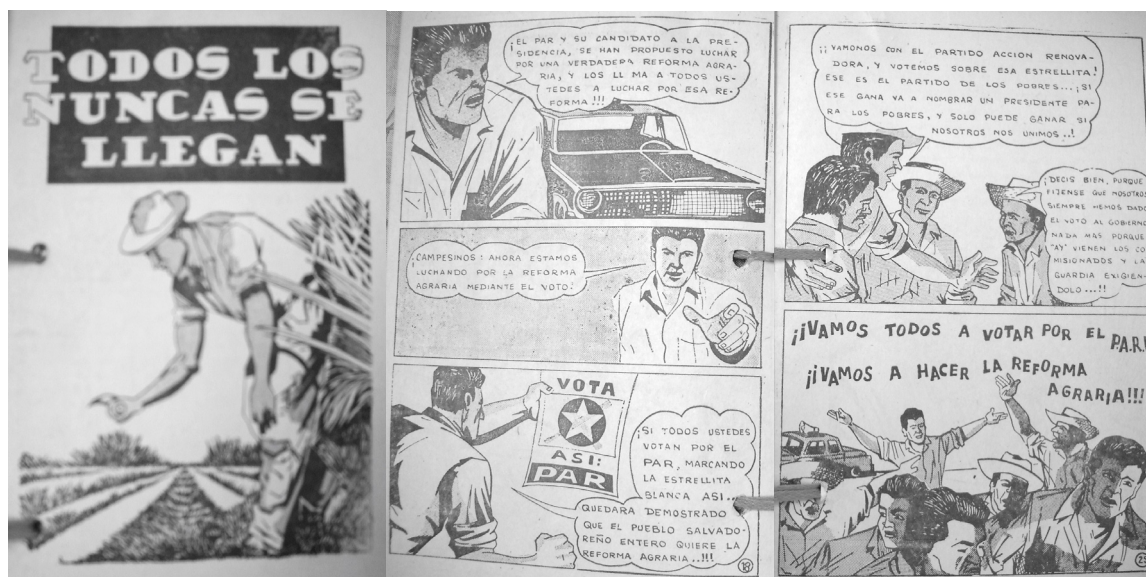 TODOS LOS
NUNCAS SE
LLEGAN
¡EL PAR Y SU CANDIDATO A LA PRE-
SIDENCIA, SE HAN PROPUESTO LUCHAR
POR UNA VERDADERA REFORMA AGRA-
RIA, Y LOS LL MA A TODOS US-
TEDES A LUCHAR POR ESA RE-
FORMA!!!
¡CAMPESINOS! AHORA ESTAMOS
LUCHANDO POR LA REFORMA
AGRARIA MEDIANTE EL VOTO!
VOTA
ASI:
PAR
¡SI TODOS USTEDES
VOTAN POR EL
PAR, MARCANDO
LA ESTRELLITA
BLANCA ASI...
QUEDARA DEMOSTRADO
QUE EL PUEBLO SALVADO-
REÑO ENTERO QUIERE LA
REFORMA AGRARIA..!!!
18
¡¡VAMONOS CON EL PARTIDO ACCION RENOVA-
DORA, Y VOTEMOS SOBRE ESA ESTRELLITA!
ESE ES EL PARTIDO DE LOS POBRES...¡SI
ESE GANA VA A NOMBRAR UN PRESIDENTE PA-
RA LOS POBRES, Y SOLO PUEDE GANAR SI
NOSOTROS NOS UNIMOS..!
¡DECIS BIEN, PORQUE
FIJENSE QUE NOSOTROS
SIEMPRE HEMOS DADO
EL VOTO AL GOBIERNO
NADA MAS PORQUE
"AY" VIENEN LOS CO
MISIONADOS Y LA
GUARDIA EXIGIEN-
DOLO...!!
¡¡VAMOS TODOS A VOTAR POR EL P.A.R.!
¡¡VAMOS A HACER LA REFORMA
AGRARIA!!!